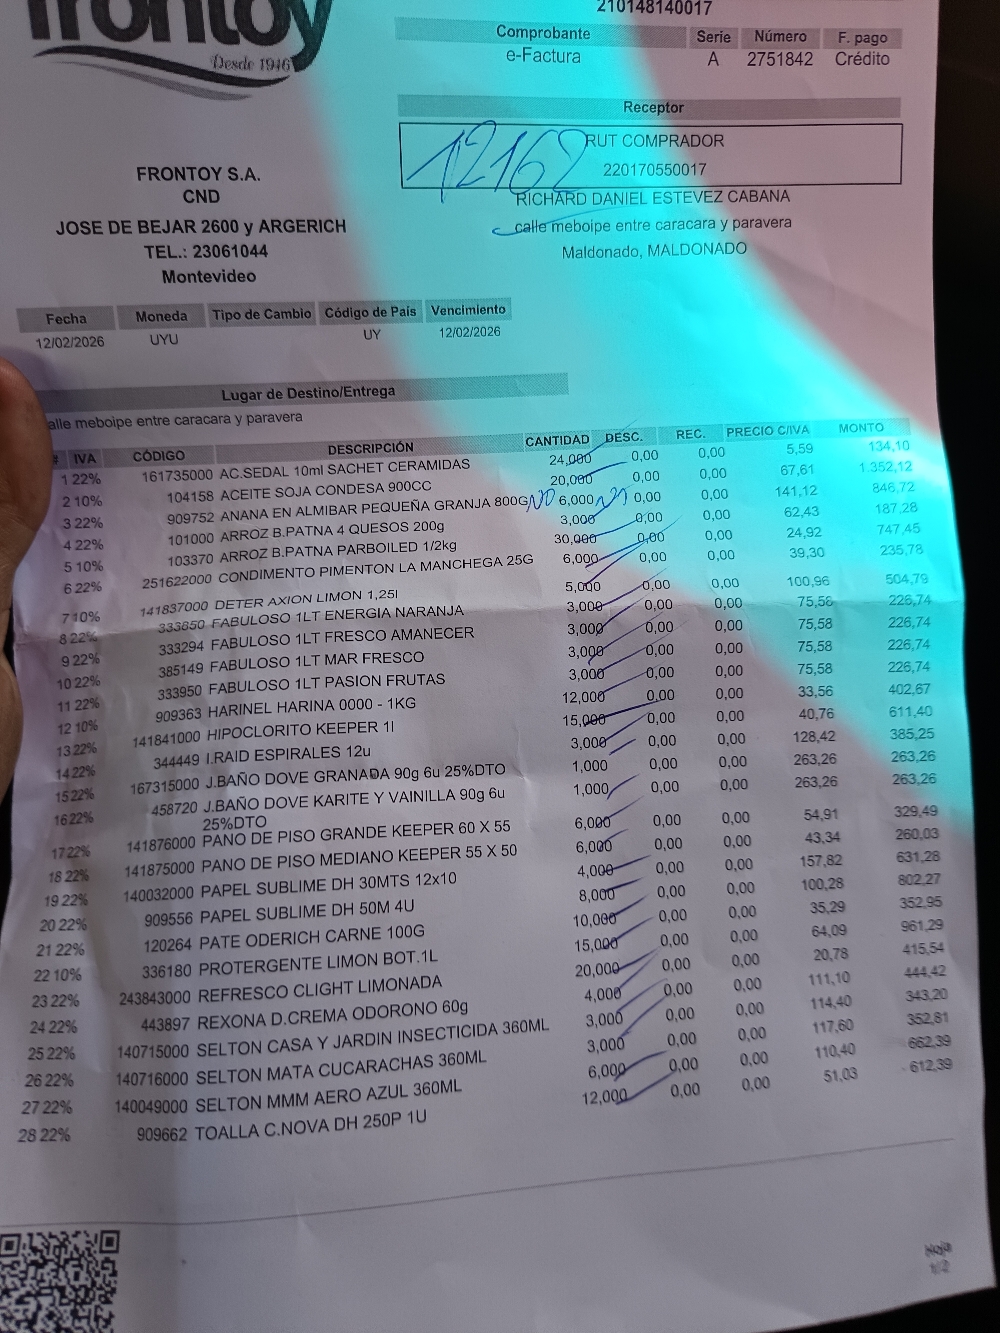 frontoy
Desde 1946
210148140017
Comprobante Serie Número F. pago
e-Factura A 2751842 Crédito
Receptor
12162
RUT COMPRADOR
220170550017
RICHARD DANIEL ESTEVEZ CABANA
calle meboipe entre caracara y paravera
Maldonado, MALDONADO
FRONTOY S.A.
CND
JOSE DE BEJAR 2600 y ARGERICH
TEL.: 23061044
Montevideo
Fecha Moneda Tipo de Cambio Código de País Vencimiento
12/02/2026 UYU UY 12/02/2026
Lugar de Destino/Entrega
alle meboipe entre caracara y paravera
# IVA CÓDIGO DESCRIPCIÓN CANTIDAD DESC. REC. PRECIO C/IVA MONTO
1 22% 161735000 AC.SEDAL 10ml SACHET CERAMIDAS 24,000 0,00 0,00 5,59 134,10
2 10% 104158 ACEITE SOJA CONDESA 900CC 20,000 0,00 0,00 67,61 1.352,12
3 22% 909752 ANANA EN ALMIBAR PEQUEÑA GRANJA 800G NO 6,000 0,00 0,00 141,12 846,72
4 22% 101000 ARROZ B.PATNA 4 QUESOS 200g 3,000 0,00 0,00 62,43 187,28
5 10% 103370 ARROZ B.PATNA PARBOILED 1/2kg 30,000 0,00 0,00 24,92 747,45
6 22% 251622000 CONDIMENTO PIMENTON LA MANCHEGA 25G 6,000 0,00 0,00 39,30 235,78
7 10% 141837000 DETER AXION LIMON 1,25l 5,000 0,00 0,00 100,96 504,79
8 22% 333850 FABULOSO 1LT ENERGIA NARANJA 3,000 0,00 0,00 75,58 226,74
9 22% 333294 FABULOSO 1LT FRESCO AMANECER 3,000 0,00 0,00 75,58 226,74
10 22% 385149 FABULOSO 1LT MAR FRESCO 3,000 0,00 0,00 75,58 226,74
11 22% 333950 FABULOSO 1LT PASION FRUTAS 3,000 0,00 0,00 75,58 226,74
12 10% 909363 HARINEL HARINA 0000 - 1KG 12,000 0,00 0,00 33,56 402,67
13 22% 141841000 HIPOCLORITO KEEPER 1l 15,000 0,00 0,00 40,76 611,40
14 22% 344449 I.RAID ESPIRALES 12u 3,000 0,00 0,00 128,42 385,25
15 22% 167315000 J.BAÑO DOVE GRANADA 90g 6u 25%DTO 1,000 0,00 0,00 263,26 263,26
16 22% 458720 J.BAÑO DOVE KARITE Y VAINILLA 90g 6u 1,000 0,00 0,00 263,26 263,26
25%DTO
17 22% 141876000 PANO DE PISO GRANDE KEEPER 60 X 55 6,000 0,00 0,00 54,91 329,49
18 22% 141875000 PANO DE PISO MEDIANO KEEPER 55 X 50 6,000 0,00 0,00 43,34 260,03
19 22% 140032000 PAPEL SUBLIME DH 30MTS 12x10 4,000 0,00 0,00 157,82 631,28
20 22% 909556 PAPEL SUBLIME DH 50M 4U 8,000 0,00 0,00 100,28 802,27
21 22% 120264 PATE ODERICH CARNE 100G 10,000 0,00 0,00 35,29 352,95
22 10% 336180 PROTERGENTE LIMON BOT.1L 15,000 0,00 0,00 64,09 961,29
23 22% 243843000 REFRESCO CLIGHT LIMONADA 20,000 0,00 0,00 20,78 415,54
24 22% 443897 REXONA D.CREMA ODORONO 60g 4,000 0,00 0,00 111,10 444,42
25 22% 140715000 SELTON CASA Y JARDIN INSECTICIDA 360ML 3,000 0,00 0,00 114,40 343,20
26 22% 140716000 SELTON MATA CUCARACHAS 360ML 3,000 0,00 0,00 117,60 352,81
27 22% 140049000 SELTON MMM AERO AZUL 360ML 6,000 0,00 0,00 110,40 662,39
28 22% 909662 TOALLA C.NOVA DH 250P 1U 12,000 0,00 0,00 51,03 612,39
Hoja
1/2